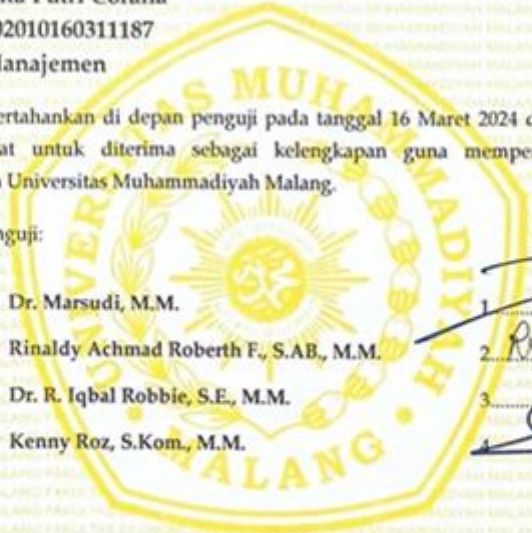 02010160311187
Manajemen
ertahankan di depan penguji pada tanggal 16 Maret 2024 d
at untuk diterima sebagai kelengkapan guna mempe
Universitas Muhammadiyah Malang.
nguji:
Dr. Marsudi, M.M.
1
Rinaldy Achmad Roberth F., S.AB., M.M.
2
Dr. R. Iqbal Robbie, S.E., M.M.
3
Kenny Roz, S.Kom., M.M.
4
UNIVERSITAS MUHAMMADIYAH
* MALANG *